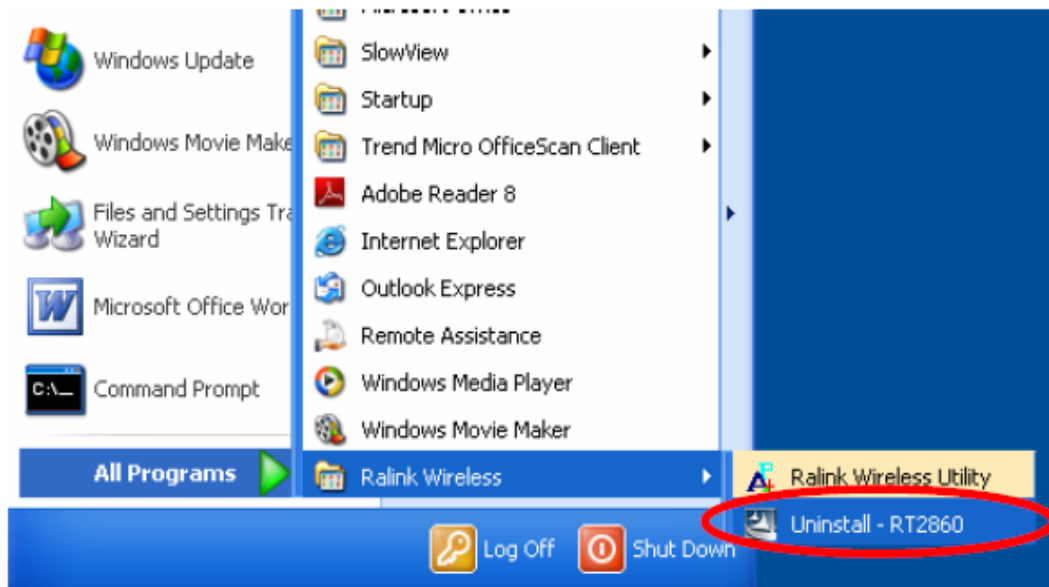 Windows Update
Windows Movie Make
Files and Settings Tra
Wizard
Microsoft Office Wor
C:\_
Command Prompt
All Programs
SlowView
Startup
Trend Micro OfficeScan Client
Adobe Reader 8
Internet Explorer
Outlook Express
Remote Assistance
Windows Media Player
Windows Movie Maker
Ralink Wireless
Ralink Wireless Utility
Uninstall - RT2860
Log Off
Shut Down